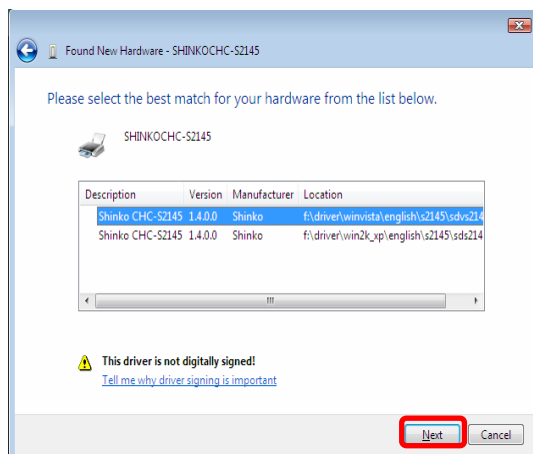 Found New Hardware - SHINKOCHC-S2145
Please select the best match for your hardware from the list below.
SHINKOCHC-S2145
Description Version Manufacturer Location
Shinko CHC-S2145 1.4.0.0 Shinko f:\driver\winvista\english\s2145\sdvs214
Shinko CHC-S2145 1.4.0.0 Shinko f:\driver\win2k_xp\english\s2145\sds214
This driver is not digitally signed!
Tell me why driver signing is important
Next Cancel